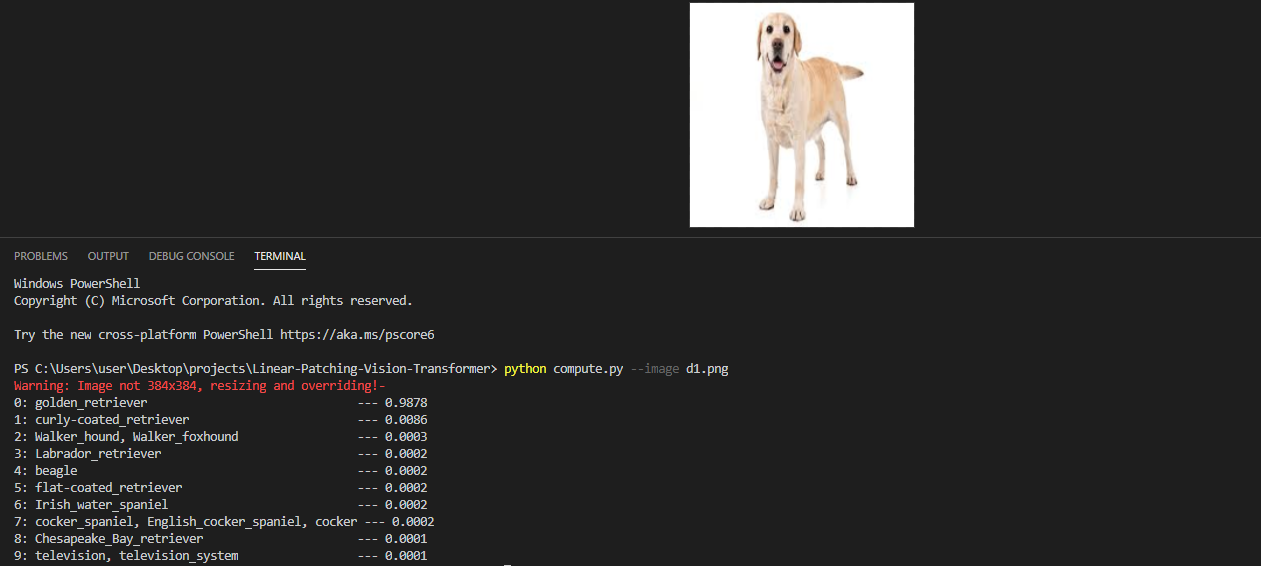 PROBLEMS OUTPUT DEBUG CONSOLE TERMINAL
Windows PowerShell
Copyright (C) Microsoft Corporation. All rights reserved.
Try the new cross-platform PowerShell https://aka.ms/pscore6
PS C:\Users\user\Desktop\projects\Linear-Patching-Vision-Transformer> python compute.py --image d1.png
Warning: Image not 384x384, resizing and overriding!-
0: golden_retriever --- 0.9878
1: curly-coated_retriever --- 0.0086
2: Walker_hound, Walker_foxhound --- 0.0003
3: Labrador_retriever --- 0.0002
4: beagle --- 0.0002
5: flat-coated_retriever --- 0.0002
6: Irish_water_spaniel --- 0.0002
7: cocker_spaniel, English_cocker_spaniel, cocker --- 0.0002
8: Chesapeake_Bay_retriever --- 0.0001
9: television, television_system --- 0.0001